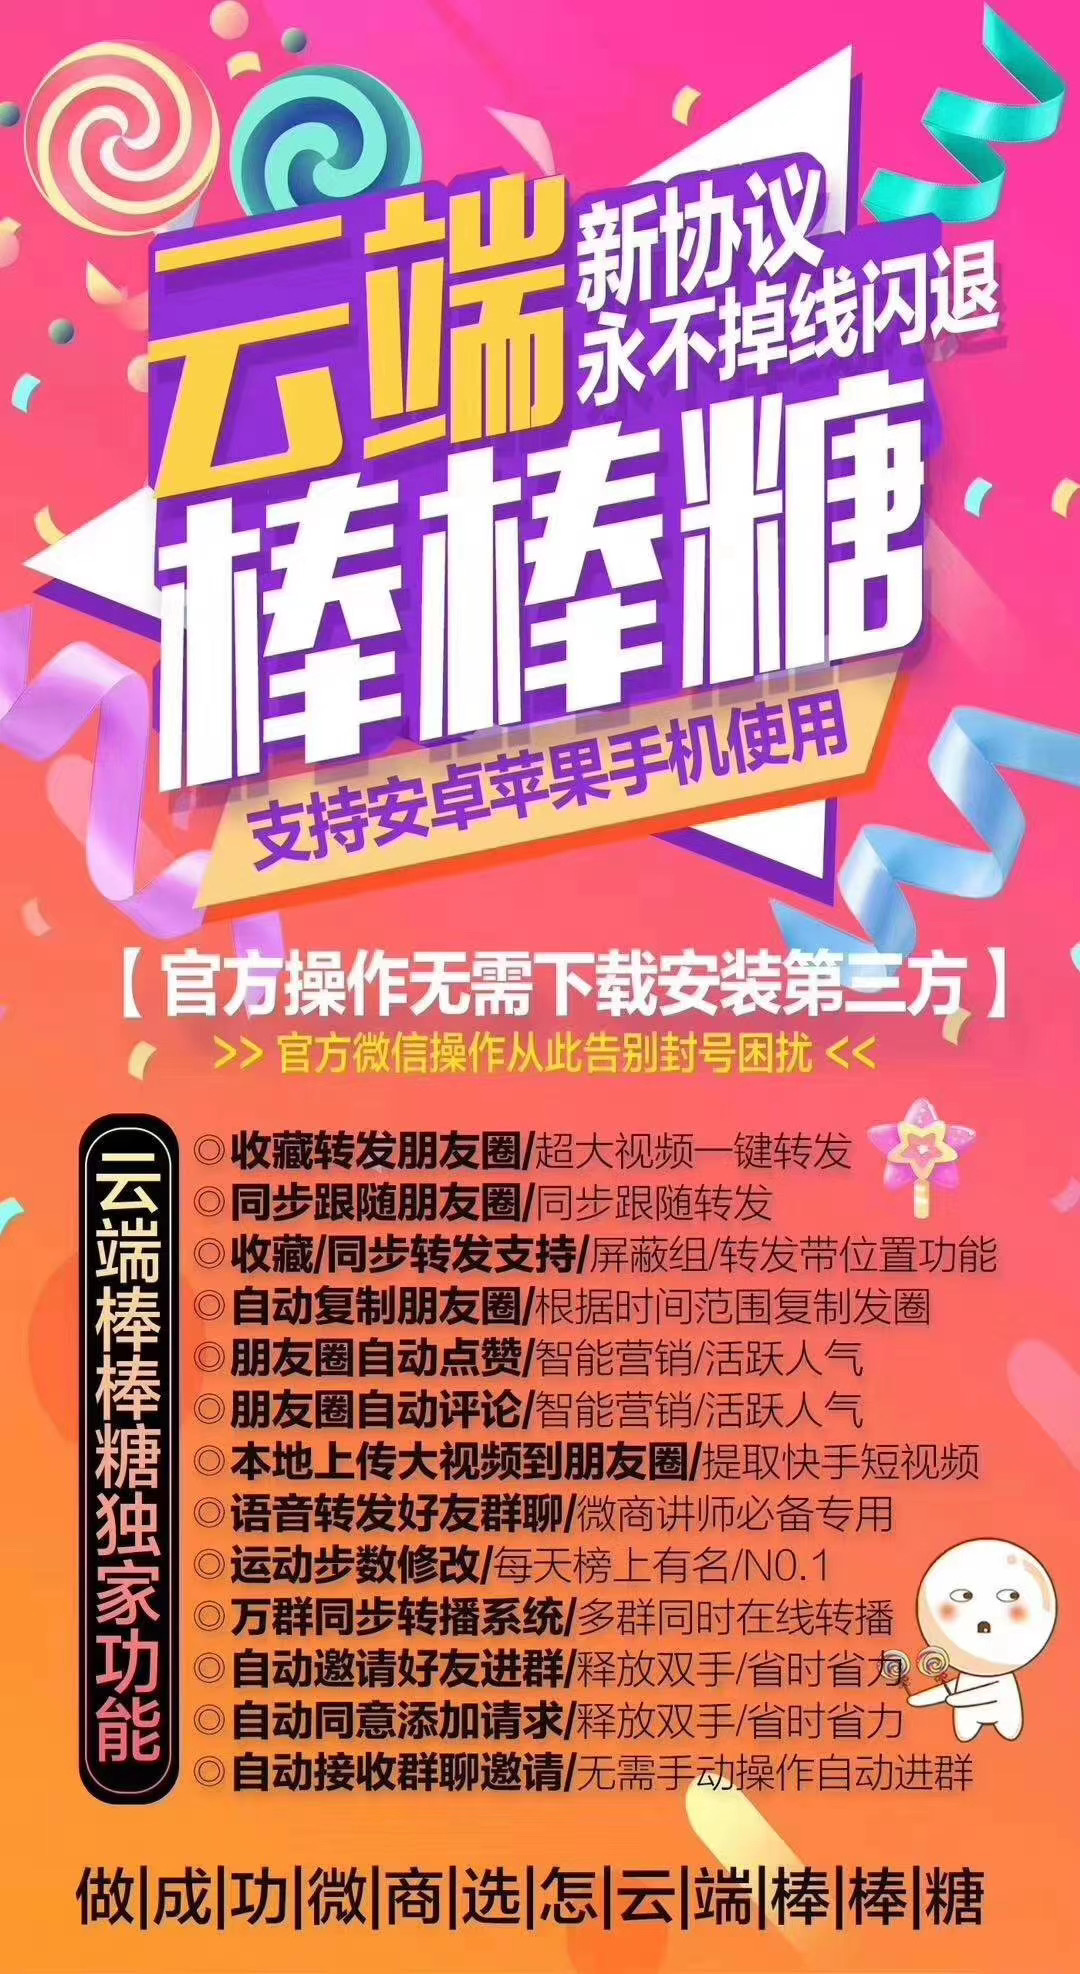 云端
新协议
永不掉线闪退
棒棒糖
支持安卓苹果手机使用
【官方操作无需下载安装第三方】
>> 官方微信操作从此告别封号困扰 <<
云端棒棒糖独家功能
◎收藏转发朋友圈/超大视频一键转发
◎同步跟随朋友圈/同步跟随转发
◎收藏/同步转发支持/屏蔽组/转发带位置功能
◎自动复制朋友圈/根据时间范围复制发圈
◎朋友圈自动点赞/智能营销/活跃人气
◎朋友圈自动评论/智能营销/活跃人气
◎本地上传大视频到朋友圈/提取快手短视频
◎语音转发好友群聊/微商讲师必备专用
◎运动步数修改/每天榜上有名/NO.1
◎万群同步转播系统/多群同时在线转播
◎自动邀请好友进群/释放双手/省时省力
◎自动同意添加请求/释放双手/省时省力
◎自动接收群聊邀请/无需手动操作自动进群
做|成|功|微|商|选|怎|云|端|棒|棒|糖